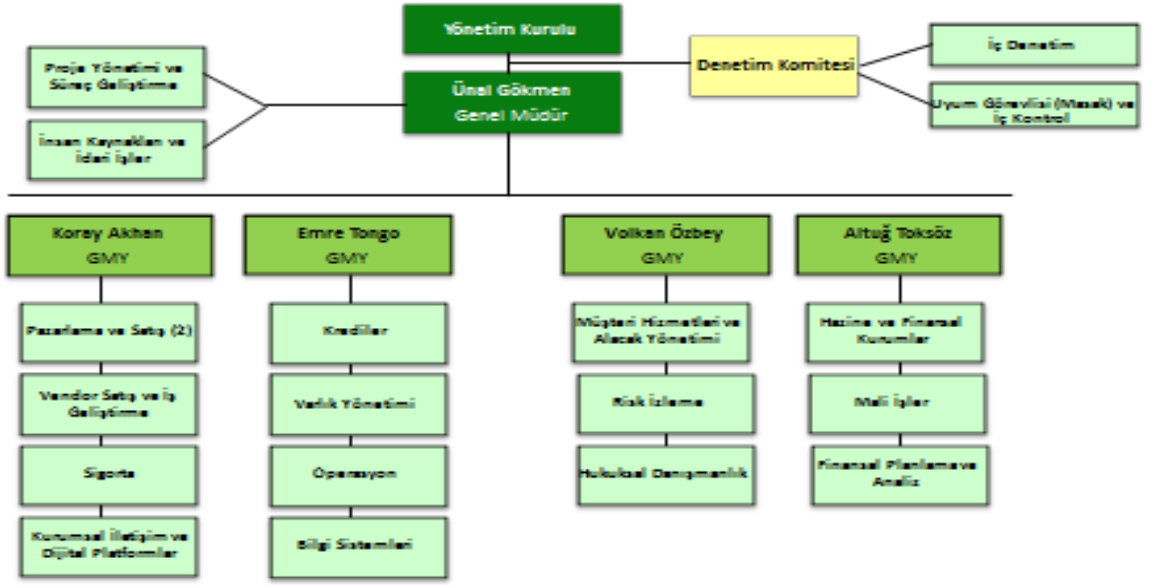 Yönetim Kurulu
Ünal Gökmen
Genel Müdür
Denetim Komitesi
İç Denetim
Uyum Görevlisi (Masak) ve
İç Kontrol
Proje Yönetimi ve
Süreç Geliştirme
İnsan Kaynakları ve
İdari İşler
Koray Akhan
GMY
Pazarlama ve Satış (2)
Vendor Satış ve İş
Geliştirme
Sigorta
Kurumsal İletişim ve
Dijital Platformlar
Emre Tongo
GMY
Krediler
Varlık Yönetimi
Operasyon
Bilgi Sistemleri
Volkan Özbey
GMY
Müşteri Hizmetleri ve
Alacak Yönetimi
Risk İzleme
Hukuksal Danışmanlık
Altuğ Toksöz
GMY
Hazine ve Finansal
Kurumlar
Mali İşler
Finansal Planlama ve
Analiz